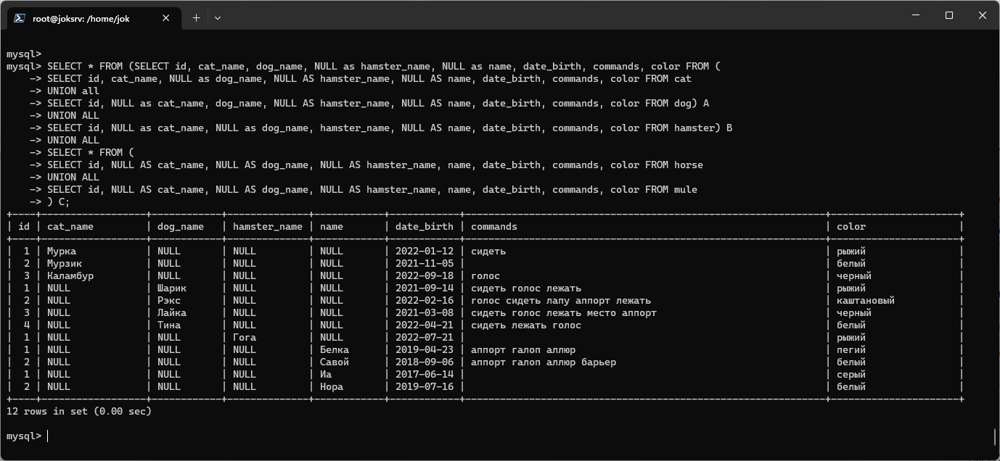 root@joksrv: /home/jok
mysql>
mysql> SELECT * FROM (SELECT id, cat_name, dog_name, NULL as hamster_name, NULL as name, date_birth, commands, color FROM (
    -> SELECT id, cat_name, NULL as dog_name, NULL AS hamster_name, NULL AS name, date_birth, commands, color FROM cat
    -> UNION all
    -> SELECT id, NULL as cat_name, dog_name, NULL AS hamster_name, NULL AS name, date_birth, commands, color FROM dog) A
    -> UNION ALL
    -> SELECT id, NULL as cat_name, NULL as dog_name, hamster_name, NULL AS name, date_birth, commands, color FROM hamster) B
    -> UNION ALL
    -> SELECT * FROM (
    -> SELECT id, NULL AS cat_name, NULL AS dog_name, NULL AS hamster_name, name, date_birth, commands, color FROM horse
    -> UNION ALL
    -> SELECT id, NULL AS cat_name, NULL AS dog_name, NULL AS hamster_name, name, date_birth, commands, color FROM mule
    -> ) C;
| id | cat_name | dog_name | hamster_name | name | date_birth | commands | color |
| 1 | Мурка | NULL | NULL | NULL | 2022-01-12 | сидеть | рыжий |
| 2 | Мурзик | NULL | NULL | NULL | 2021-11-05 | | белый |
| 3 | Каламбур | NULL | NULL | NULL | 2022-09-18 | голос | черный |
| 1 | NULL | Шарик | NULL | NULL | 2021-09-14 | сидеть голос лежать | рыжий |
| 2 | NULL | Рэкс | NULL | NULL | 2022-02-16 | голос сидеть лапу аппорт лежать | каштановый |
| 3 | NULL | Лайка | NULL | NULL | 2021-03-08 | сидеть голос лежать место аппорт | черный |
| 4 | NULL | Тина | NULL | NULL | 2022-04-21 | сидеть лежать голос | белый |
| 1 | NULL | NULL | Гога | NULL | 2022-07-21 | | рыжий |
| 1 | NULL | NULL | NULL | Белка | 2019-04-23 | аппорт галоп аллюр | пегий |
| 2 | NULL | NULL | NULL | Савой | 2018-09-06 | аппорт галоп аллюр барьер | белый |
| 1 | NULL | NULL | NULL | Иа | 2017-06-14 | | серый |
| 2 | NULL | NULL | NULL | Нора | 2019-07-16 | | белый |
12 rows in set (0.00 sec)
mysql>